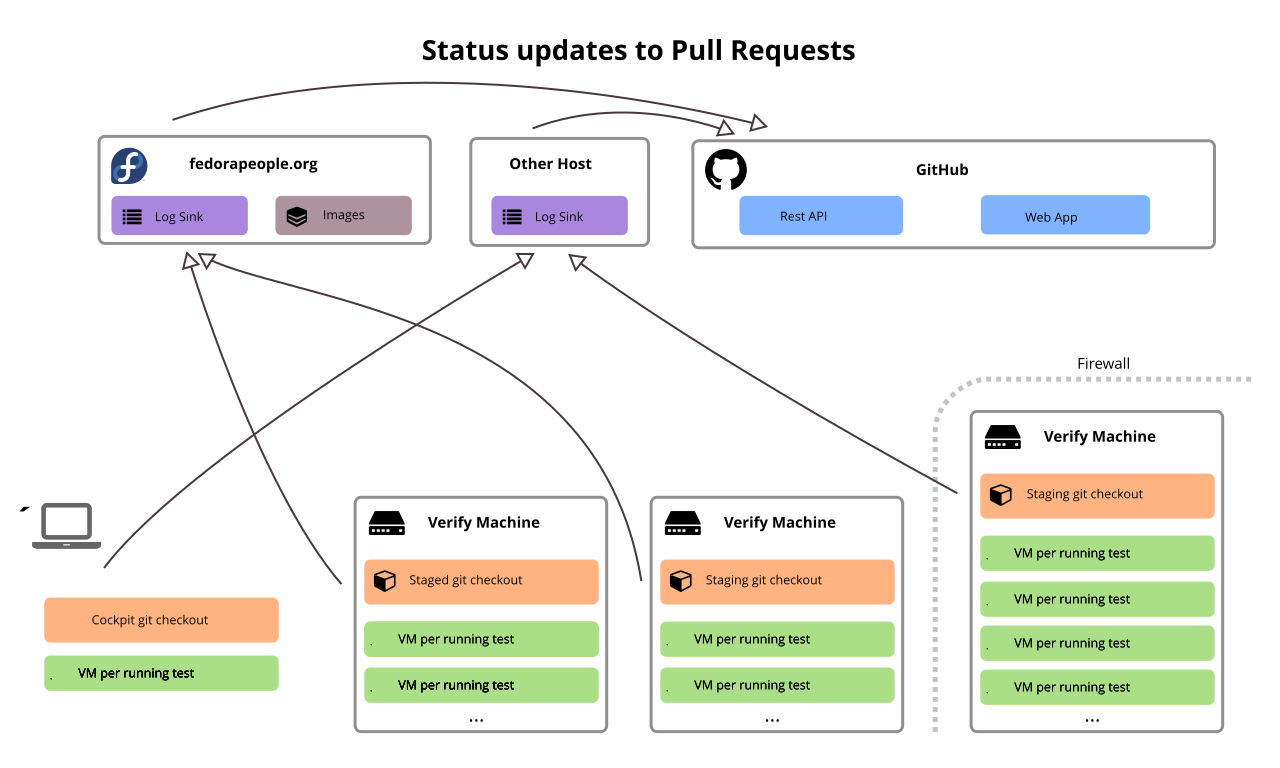 Status updates to Pull Requests
fedorapeople.org
Log Sink
Images
Other Host
Log Sink
GitHub
Rest API
Web App
Firewall
Cockpit git checkout
VM per running test
Verify Machine
Staged git checkout
VM per running test
VM per running test
...
Verify Machine
Staging git checkout
VM per running test
VM per running test
...
Verify Machine
Staging git checkout
VM per running test
VM per running test
VM per running test
VM per running test
...